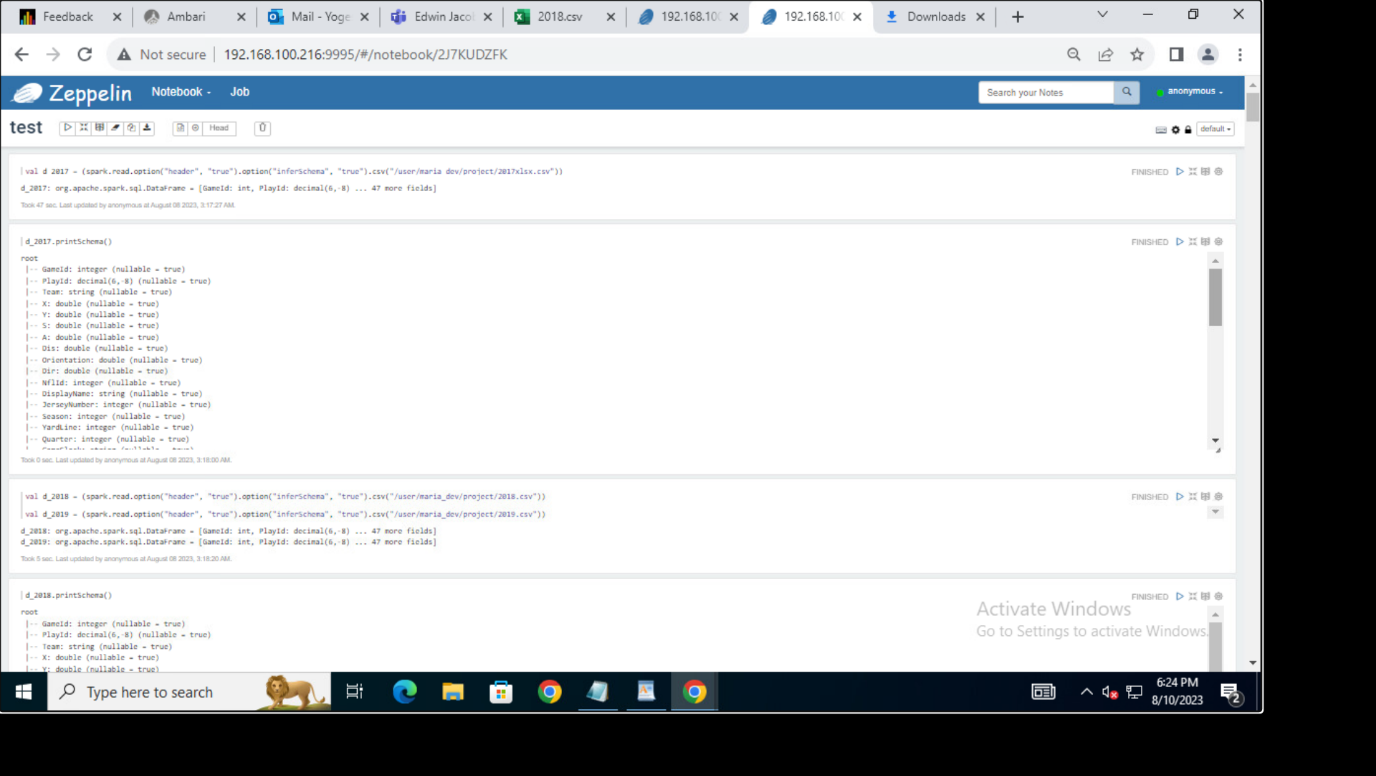 Feedback
Ambari
Mail - Yoge
Edwin Jacol
2018.csv
192.168.100
192.168.100
Downloads
Not secure
192.168.100.216:9995/#/notebook/2J7KUDZFK
Zeppelin
Notebook
Job
Search your Notes
anonymous
test
Head
default
val d_2017 = (spark.read.option("header", "true").option("inferSchema", "true").csv("/user/maria_dev/project/2017xlsx.csv"))
FINISHED
d_2017: org.apache.spark.sql.DataFrame = [GameId: int, PlayId: decimal(6,-8) ... 47 more fields]
Took 47 sec. Last updated by anonymous at August 08 2023, 3:17:27 AM.
d_2017.printSchema()
FINISHED
root
|-- GameId: integer (nullable = true)
|-- PlayId: decimal(6,-8) (nullable = true)
|-- Team: string (nullable = true)
|-- X: double (nullable = true)
|-- Y: double (nullable = true)
|-- S: double (nullable = true)
|-- A: double (nullable = true)
|-- Dis: double (nullable = true)
|-- Orientation: double (nullable = true)
|-- Dir: double (nullable = true)
|-- NflId: integer (nullable = true)
|-- DisplayName: string (nullable = true)
|-- JerseyNumber: integer (nullable = true)
|-- Season: integer (nullable = true)
|-- YardLine: integer (nullable = true)
|-- Quarter: integer (nullable = true)
|-- GameClock: string (nullable = true)
Took 0 sec. Last updated by anonymous at August 08 2023, 3:18:00 AM.
val d_2018 = (spark.read.option("header", "true").option("inferSchema", "true").csv("/user/maria_dev/project/2018.csv"))
FINISHED
val d_2019 = (spark.read.option("header", "true").option("inferSchema", "true").csv("/user/maria_dev/project/2019.csv"))
d_2018: org.apache.spark.sql.DataFrame = [GameId: int, PlayId: decimal(6,-8) ... 47 more fields]
d_2019: org.apache.spark.sql.DataFrame = [GameId: int, PlayId: decimal(6,-8) ... 47 more fields]
Took 5 sec. Last updated by anonymous at August 08 2023, 3:18:20 AM.
d_2018.printSchema()
FINISHED
root
|-- GameId: integer (nullable = true)
|-- PlayId: decimal(6,-8) (nullable = true)
|-- Team: string (nullable = true)
|-- X: double (nullable = true)
|-- Y: double (nullable = true)
Activate Windows
Go to Settings to activate Windows.
Type here to search
6:24 PM
8/10/2023
2